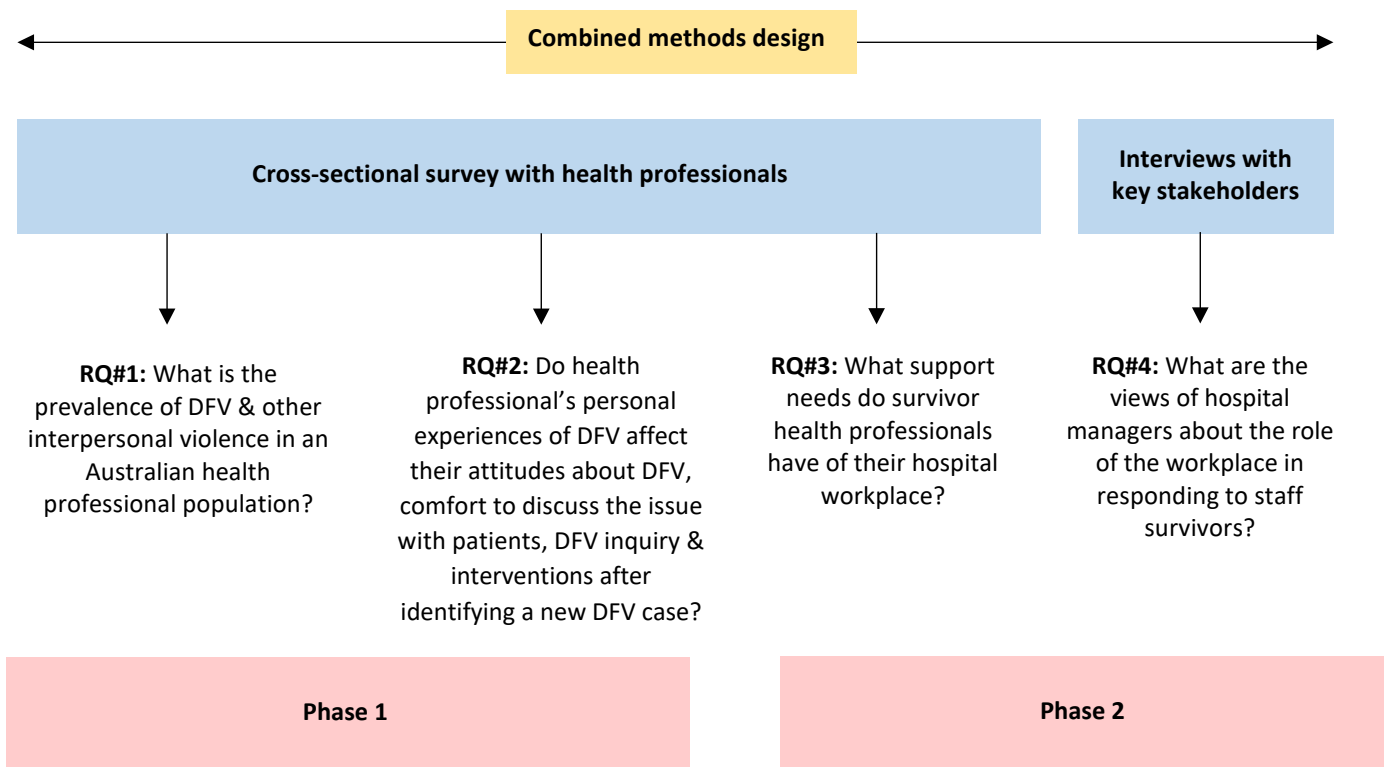 Combined methods design
Cross-sectional survey with health professionals
Interviews with
key stakeholders
RQ#1: What is the
prevalence of DFV & other
interpersonal violence in an
Australian health
professional population?
RQ#2: Do health
professional’s personal
experiences of DFV affect
their attitudes about DFV,
comfort to discuss the issue
with patients, DFV inquiry &
interventions after
identifying a new DFV case?
RQ#3: What support
needs do survivor
health professionals
have of their hospital
workplace?
RQ#4: What are the
views of hospital
managers about the role
of the workplace in
responding to staff
survivors?
Phase 1
Phase 2